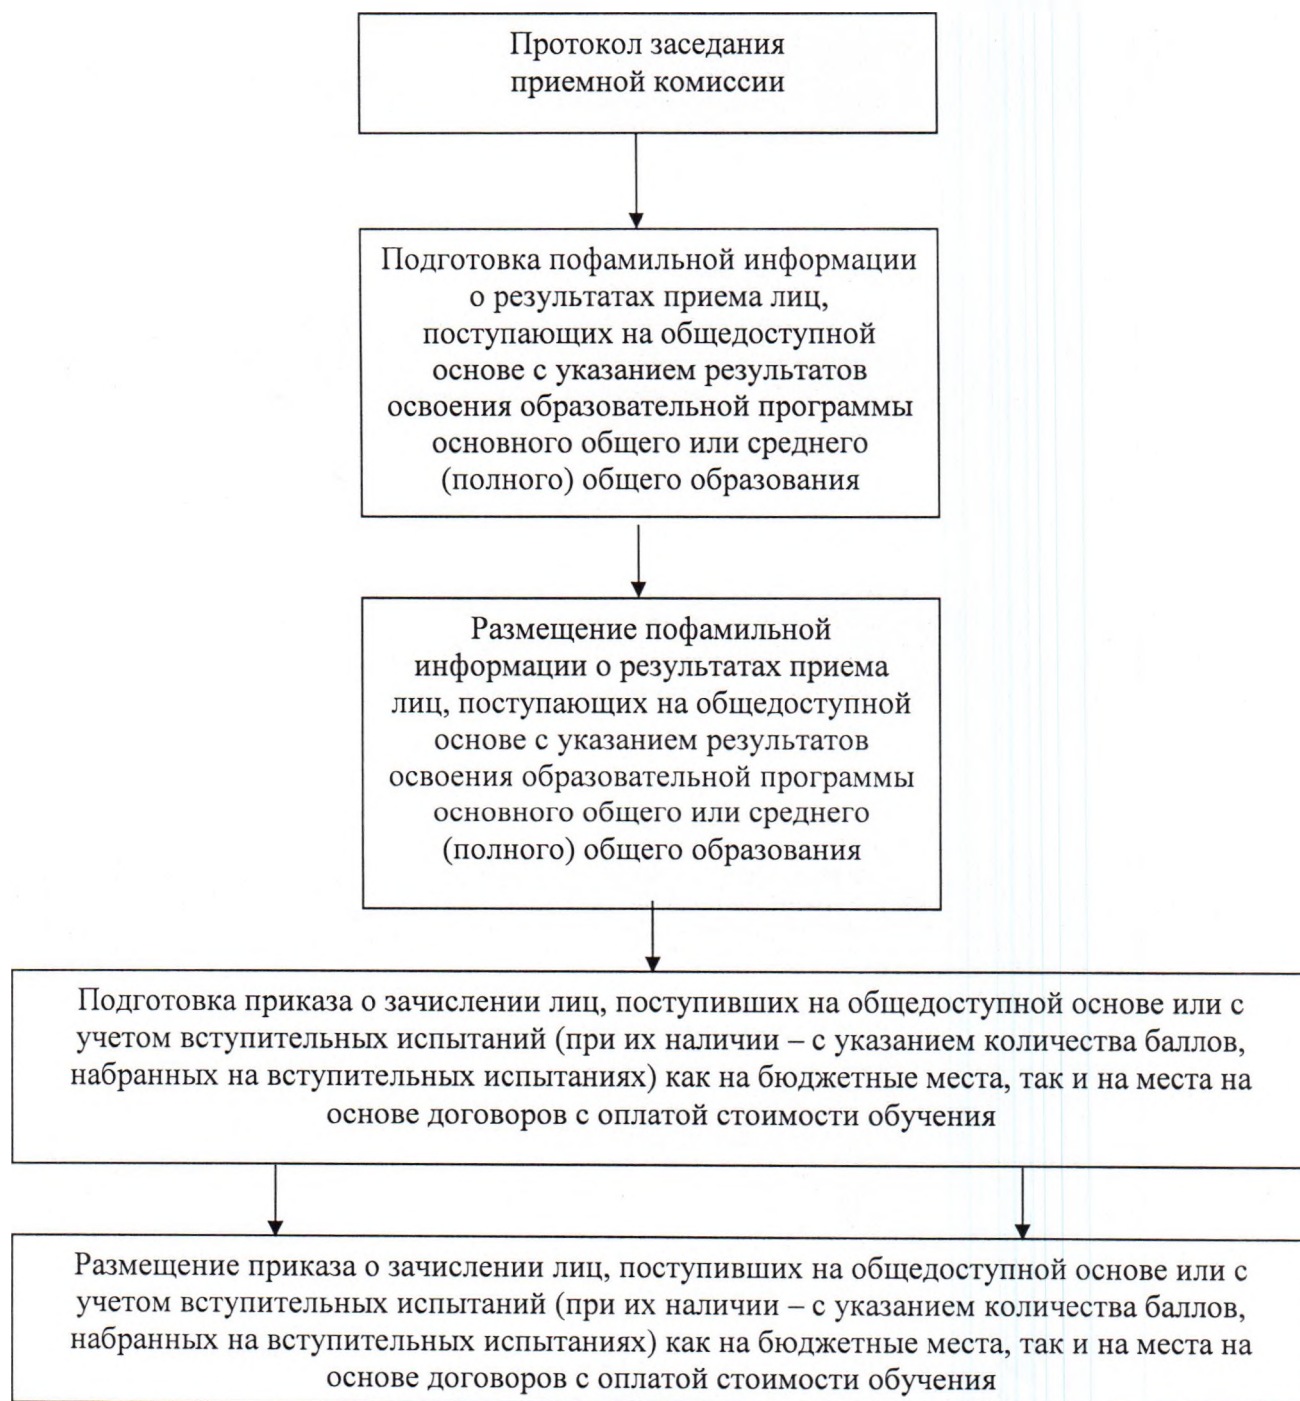 Протокол заседания
приемной комиссии
Подготовка пофамильной информации
о результатах приема лиц,
поступающих на общедоступной
основе с указанием результатов
освоения образовательной программы
основного общего или среднего
(полного) общего образования
Размещение пофамильной
информации о результатах приема
лиц, поступающих на общедоступной
основе с указанием результатов
освоения образовательной программы
основного общего или среднего
(полного) общего образования
Подготовка приказа о зачислении лиц, поступивших на общедоступной основе или с
учетом вступительных испытаний (при их наличии – с указанием количества баллов,
набранных на вступительных испытаниях) как на бюджетные места, так и на места на
основе договоров с оплатой стоимости обучения
Размещение приказа о зачислении лиц, поступивших на общедоступной основе или с
учетом вступительных испытаний (при их наличии – с указанием количества баллов,
набранных на вступительных испытаниях) как на бюджетные места, так и на места на
основе договоров с оплатой стоимости обучения